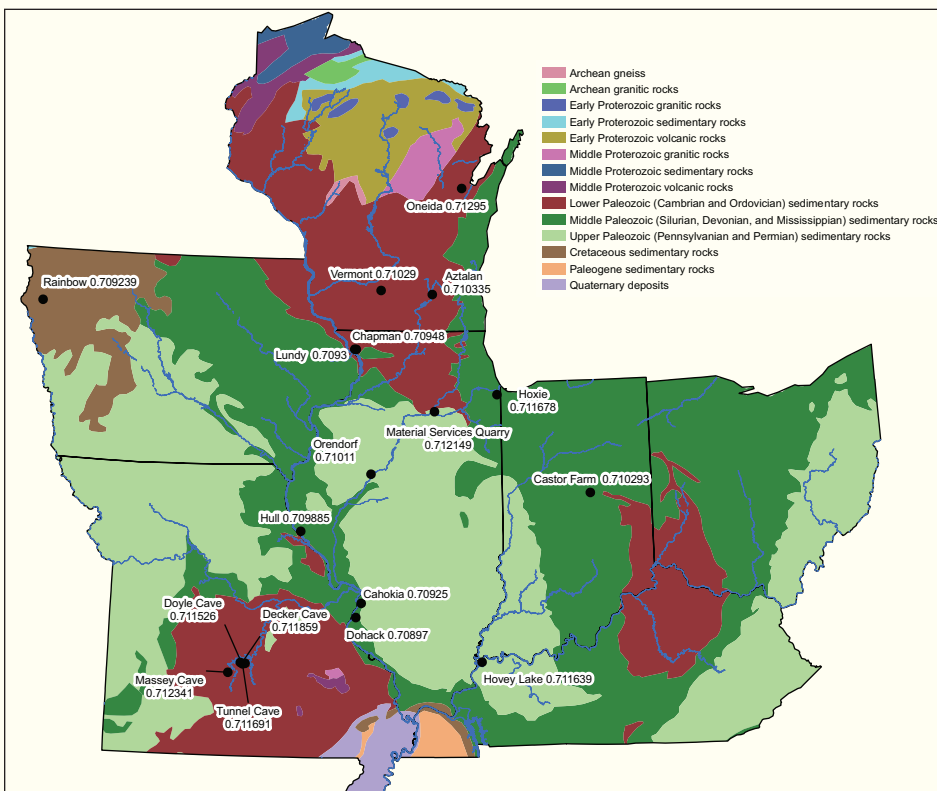 Archean gneiss
Archean granitic rocks
Early Proterozoic granitic rocks
Early Proterozoic sedimentary rocks
Early Proterozoic volcanic rocks
Middle Proterozoic granitic rocks
Middle Proterozoic sedimentary rocks
Middle Proterozoic volcanic rocks
Lower Paleozoic (Cambrian and Ordovician) sedimentary rocks
Middle Paleozoic (Silurian, Devonian, and Mississippian) sedimentary rocks
Upper Paleozoic (Pennsylvanian and Permian) sedimentary rocks
Cretaceous sedimentary rocks
Paleogene sedimentary rocks
Quaternary deposits
Oneida 0.71295
Rainbow 0.709239
Vermont 0.71029
Aztalan
0.710335
Chapman 0.70948
Lundy 0.7093
Hoxie
0.711678
Material Services Quarry
0.712149
Orendorf
0.71011
Castor Farm 0.710293
Hull 0.709885
Cahokia 0.70925
Dohack 0.70897
Doyle Cave
0.711526
Decker Cave
0.711859
Massey Cave
0.712341
Tunnel Cave
0.711691
Hovey Lake 0.711639